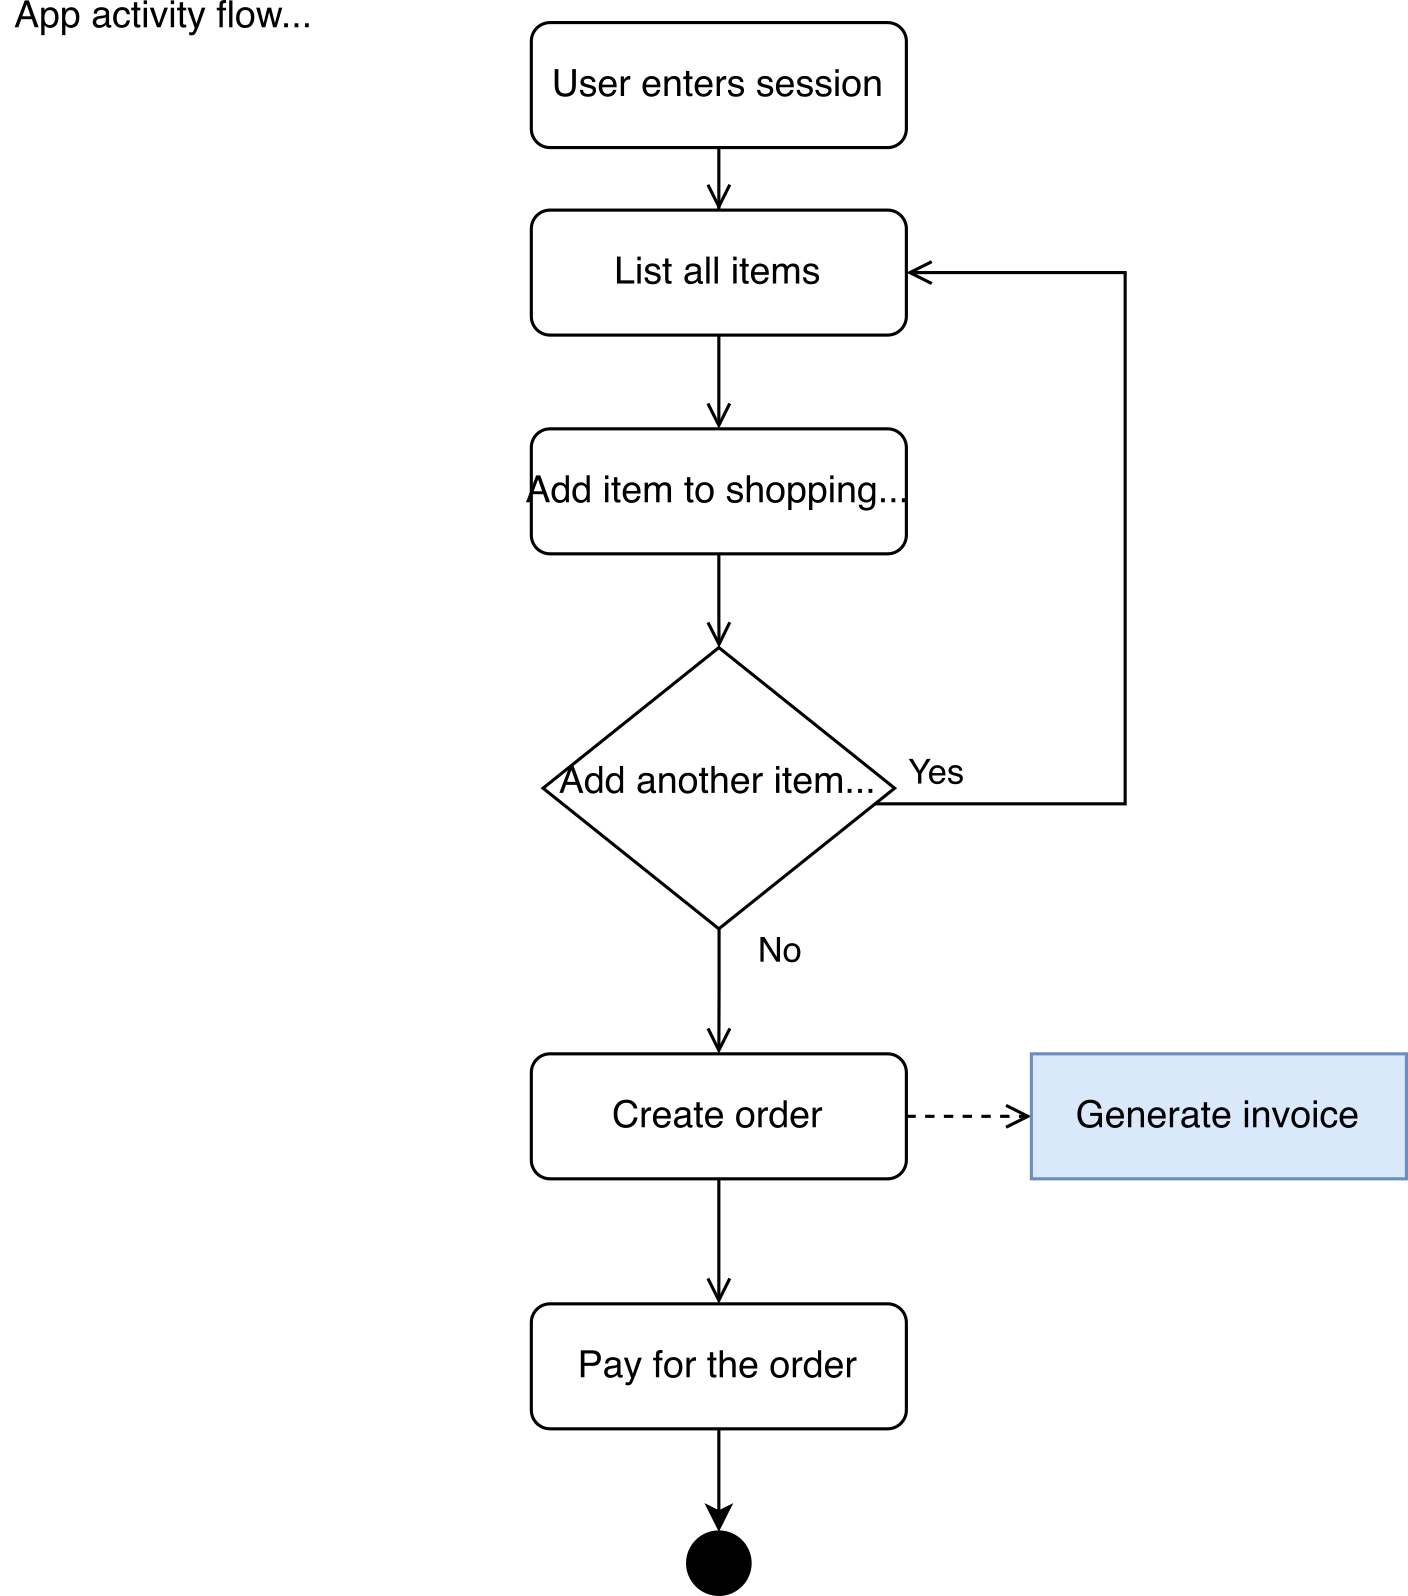 App activity flow...
User enters session
List all items
Add item to shopping...
Add another item...
Yes
No
Create order
Generate invoice
Pay for the order